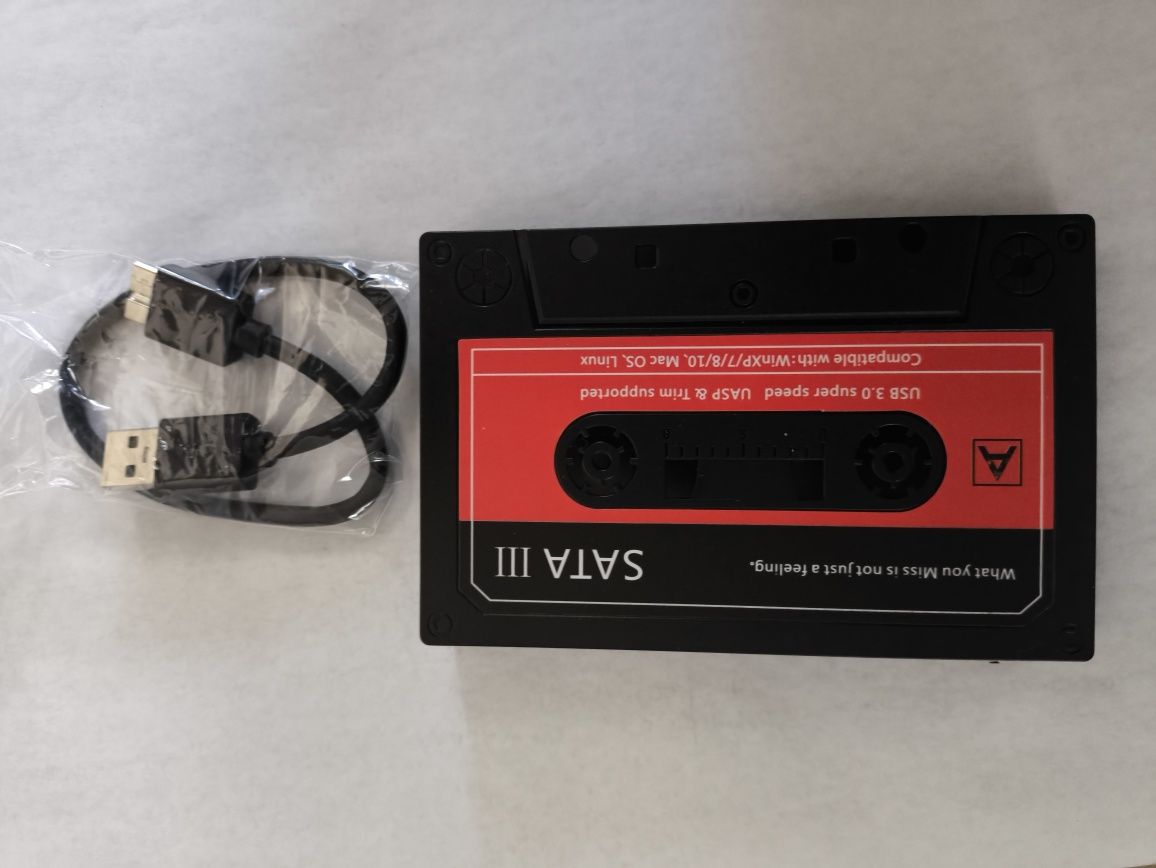 What you Miss is not just a feeling.
SATA III
A
USB 3.0 super speed UASP & Trim supported
Compatible with: WinXP/7/8/10, Mac OS, Linux